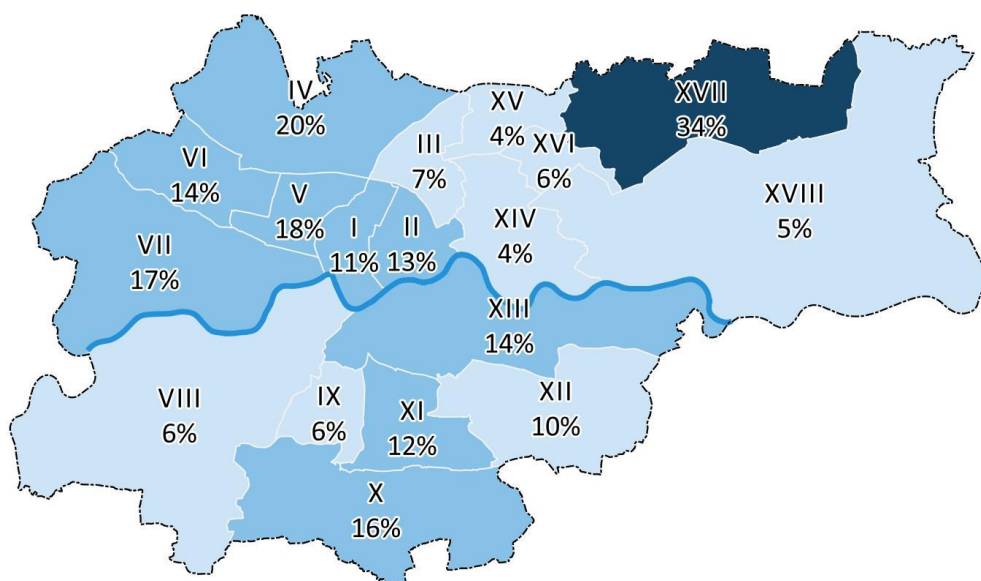 IV
20%
XV
4%
XVII
34%
III
7%
XVI
6%
VI
14%
V
18%
I
11%
II
13%
XIV
4%
XVIII
5%
VII
17%
XIII
14%
VIII
6%
IX
6%
XI
12%
XII
10%
X
16%